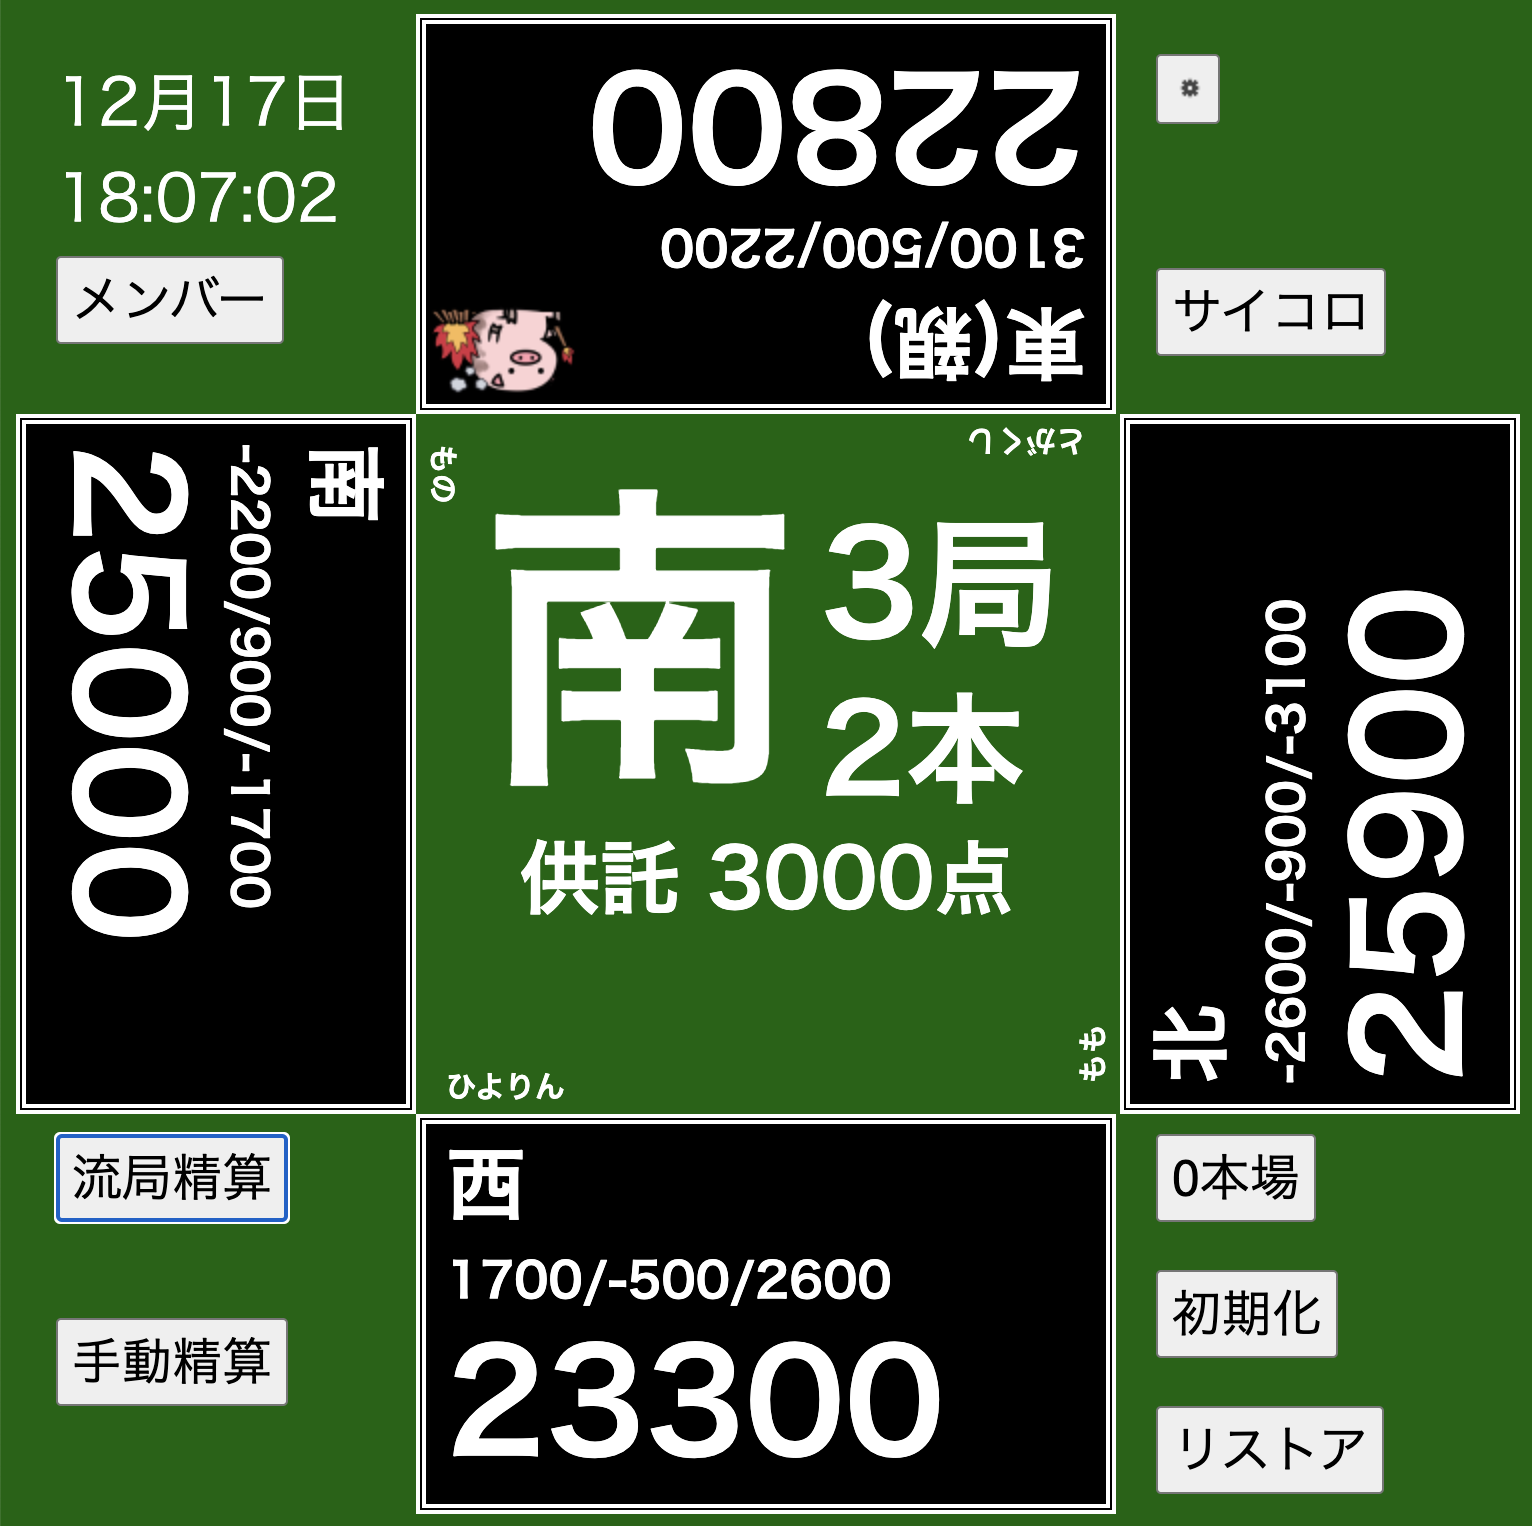 12月17日
18:07:02
メンバー
22800
3100/500/2200
東(親)
サイコロ
南
-2200/900/-1700
25000
もの
とがくし
南
3局
2本
供託 3000点
ひよりん
もも
北
-2600/-900/-3100
25900
流局精算
手動精算
西
1700/-500/2600
23300
0本場
初期化
リストア